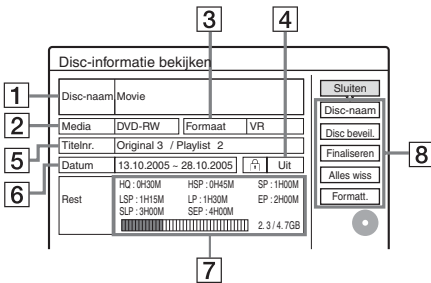 3
4
Disc-informatie bekijken
1
Disc-naam Movie
Sluiten
Disc-naam
2
Media DVD-RW Formaat VR
Disc beveil.
5
Titelnr. Original 3 / Playlist 2
Finaliseren
8
6
Datum 13.10.2005 ~ 28.10.2005 Uit
Alles wiss
Formatt.
Rest
HQ : 0H30M HSP : 0H45M SP : 1H00M
LSP : 1H15M LP : 1H30M EP : 2H00M
SLP : 3H00M SEP : 4H00M
2. 3 / 4.7GB
7